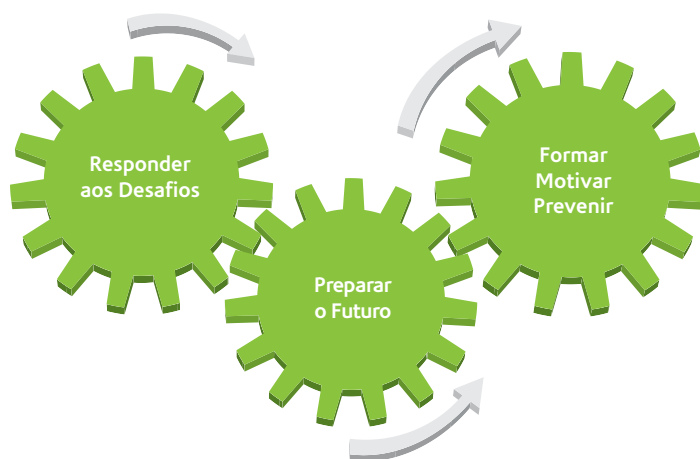 Responder
aos Desafios
Preparar
o Futuro
Formar
Motivar
Prevenir